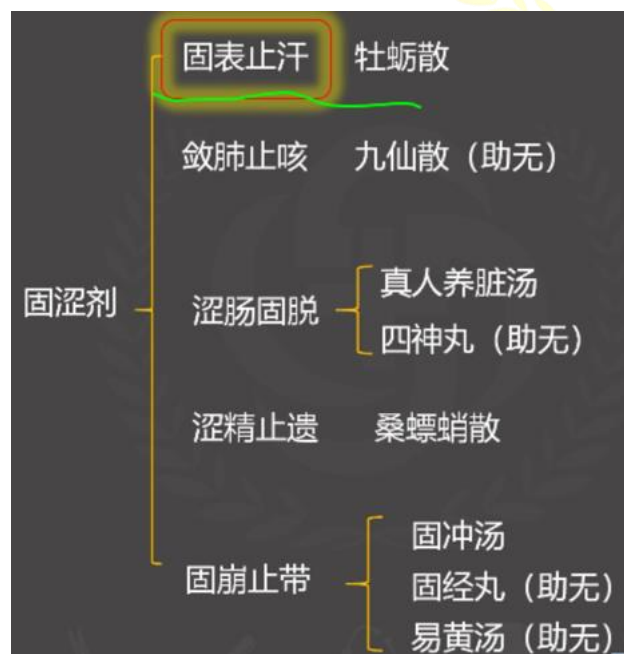 固表止汗 牡蛎散
敛肺止咳 九仙散（助无）
固涩剂
涩肠固脱
真人养脏汤
四神丸（助无）
涩精止遗 桑螵蛸散
固崩止带
固冲汤
固经丸（助无）
易黄汤（助无）